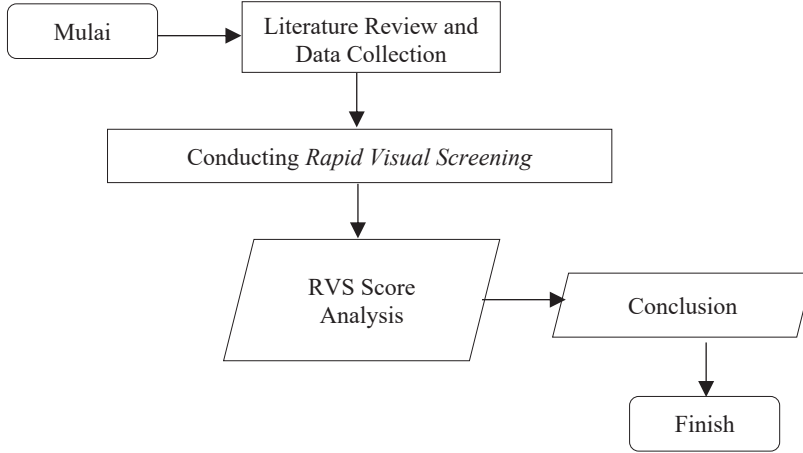 Mulai
Literature Review and
Data Collection
Conducting Rapid Visual Screening
RVS Score
Analysis
Conclusion
Finish